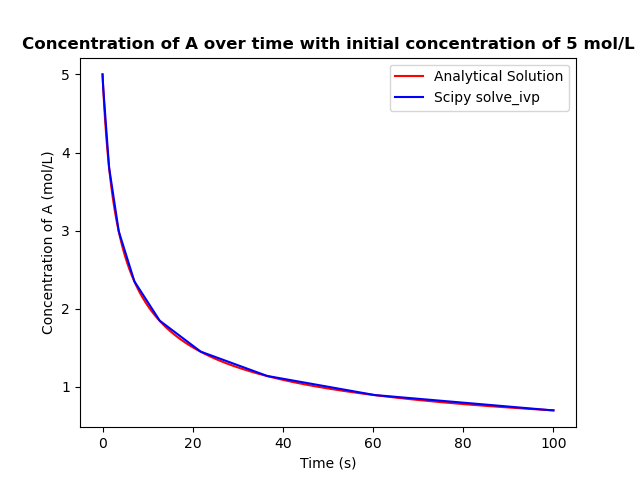 Concentration of A over time with initial concentration of 5 mol/L
Analytical Solution
Scipy solve_ivp
Concentration of A (mol/L)
5
4
3
2
1
0 20 40 60 80 100
Time (s)